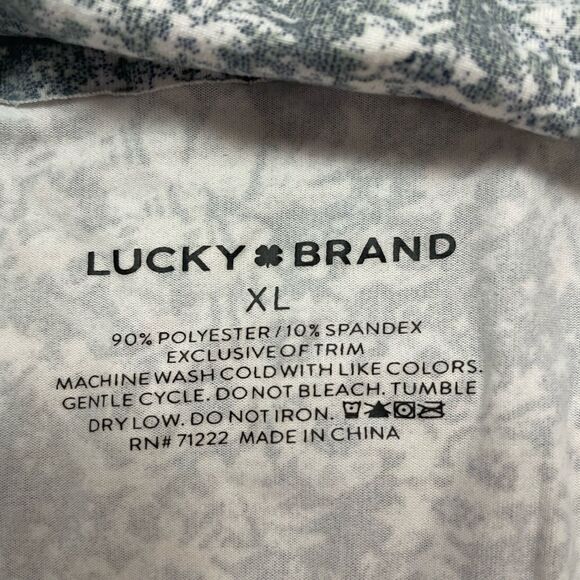 LUCKY BRAND
XL
90% POLYESTER/10% SPANDEX
EXCLUSIVE OF TRIM
MACHINE WASH COLD WITH LIKE COLORS.
GENTLE CYCLE. DO NOT BLEACH. TUMBLE
DRY LOW. DO NOT IRON.
RN# 71222 MADE IN CHINA